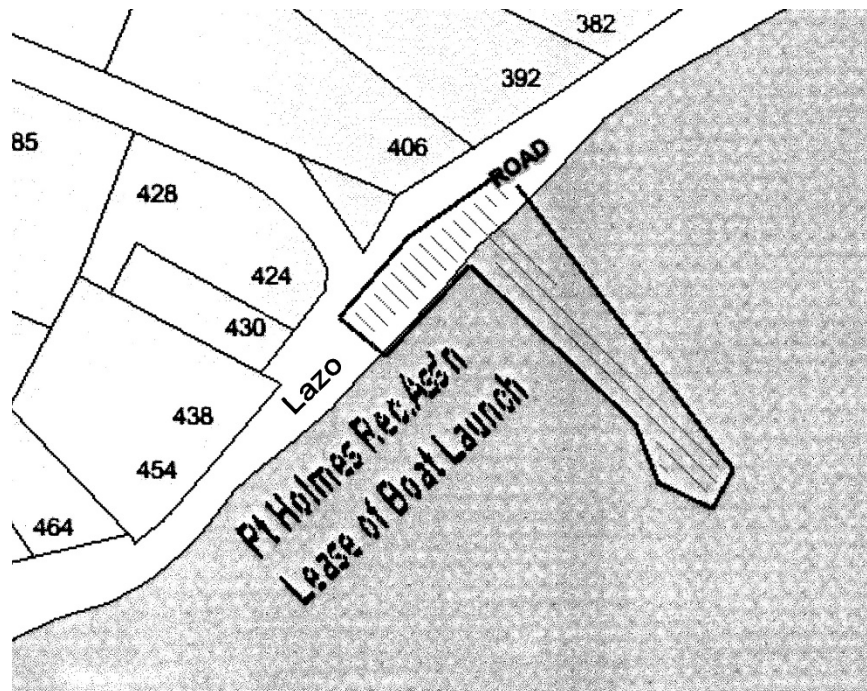 382
392
406
ROAD
85
428
424
430
Lazo
438
454
464
Pt Holmes Rec.Ass'n
Lease of Boat Launch